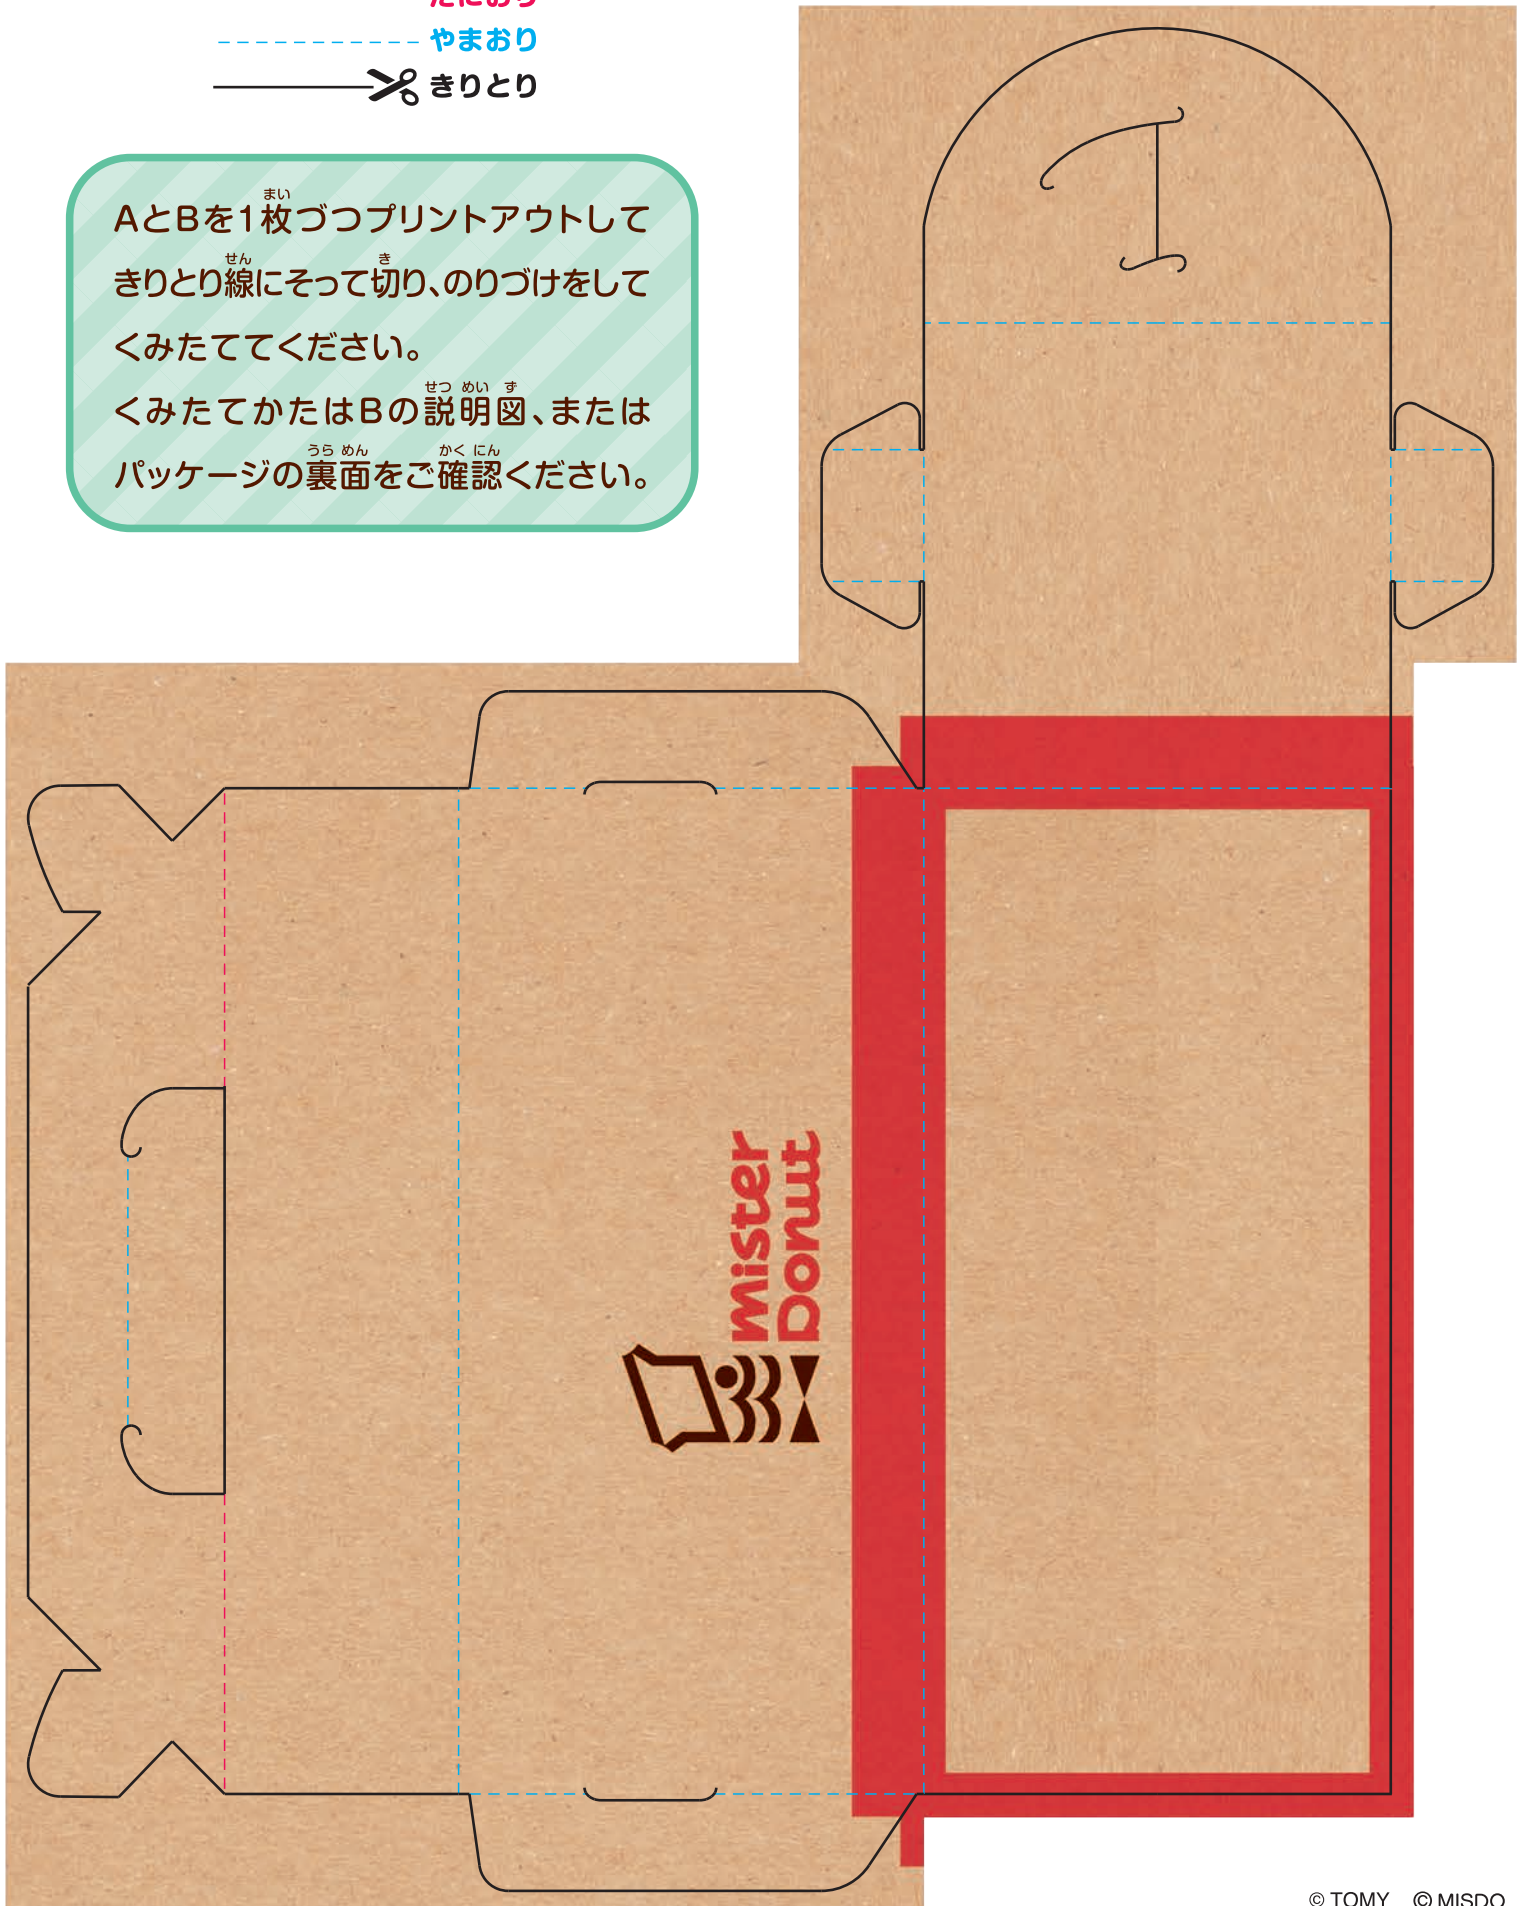 たにおり
やまおり
きりとり
AとBを1枚づつプリントアウトして
きりとり線にそって切り、のりづけをして
くみたててください。
くみたてかたはBの説明図、または
パッケージの裏面をご確認ください。
mister
Donut
© TOMY © MISDO